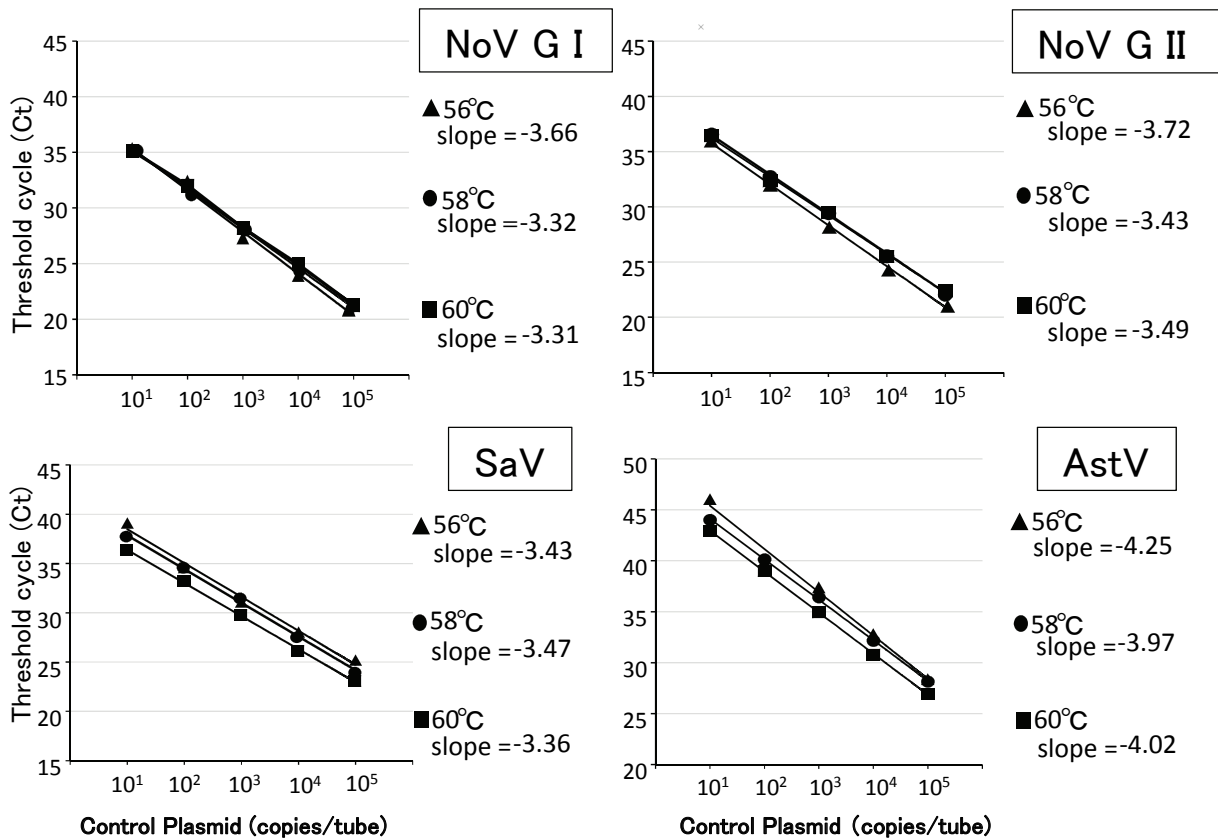 NoV G I
45
40
35
30
25
20
15
Threshold cycle (Ct)
10¹ 10² 10³ 10⁴ 10⁵
▲56℃
slope = -3.66
●58℃
slope = -3.32
■60℃
slope = -3.31
NoV G II
45
40
35
30
25
20
15
10¹ 10² 10³ 10⁴ 10⁵
▲56℃
slope = -3.72
●58℃
slope = -3.43
■60℃
slope = -3.49
SaV
45
40
35
30
25
20
15
Threshold cycle (Ct)
10¹ 10² 10³ 10⁴ 10⁵
Control Plasmid (copies/tube)
▲56℃
slope =-3.43
●58℃
slope =-3.47
■60℃
slope =-3.36
AstV
50
45
40
35
30
25
20
10¹ 10² 10³ 10⁴ 10⁵
Control Plasmid (copies/tube)
▲56℃
slope =-4.25
●58℃
slope =-3.97
■60℃
slope =-4.02